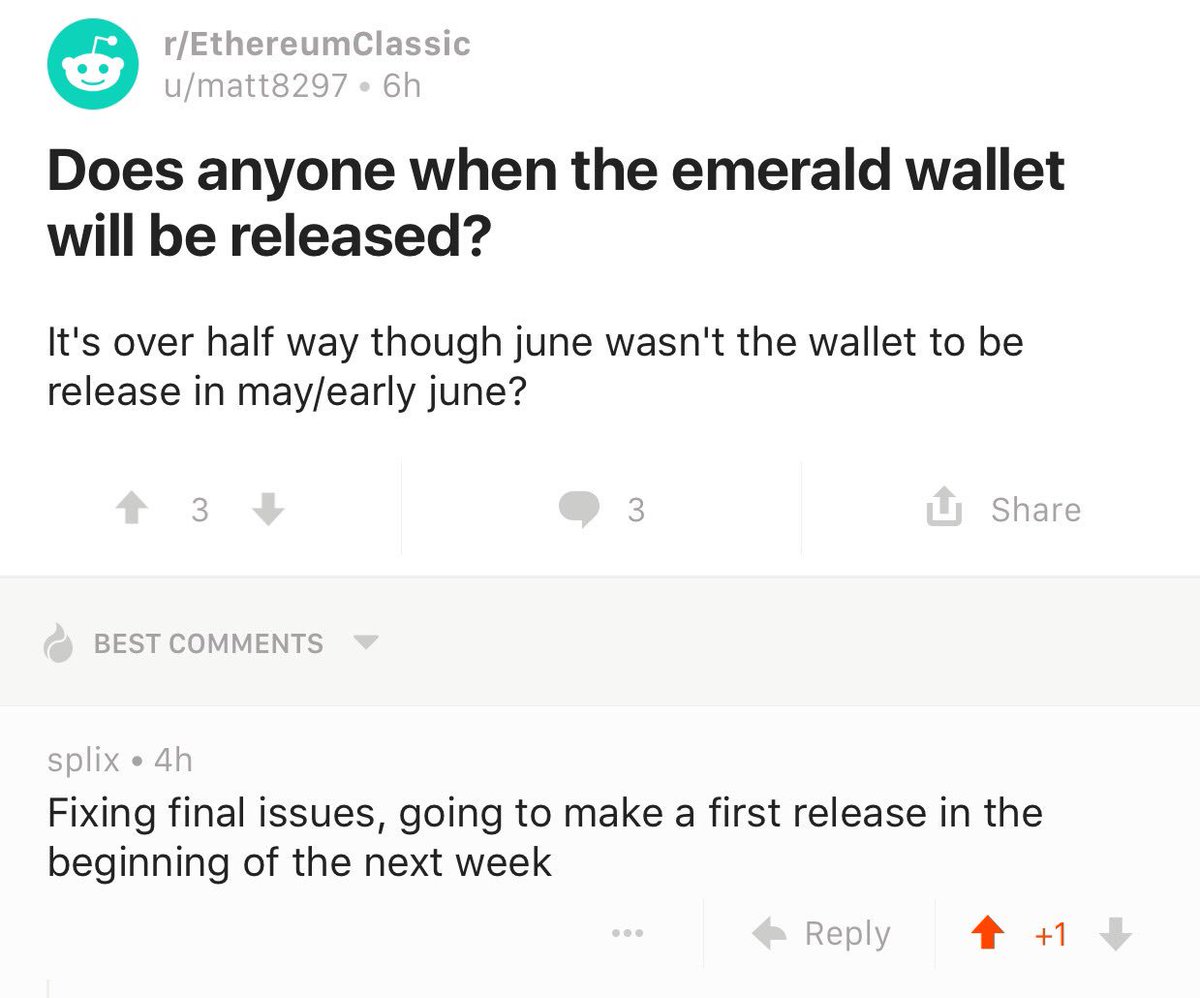 r/EthereumClassic
u/matt8297 • 6h
Does anyone when the emerald wallet
will be released?
It's over half way though june wasn't the wallet to be
release in may/early june?
3
3
Share
BEST COMMENTS
splix • 4h
Fixing final issues, going to make a first release in the
beginning of the next week
Reply
+1